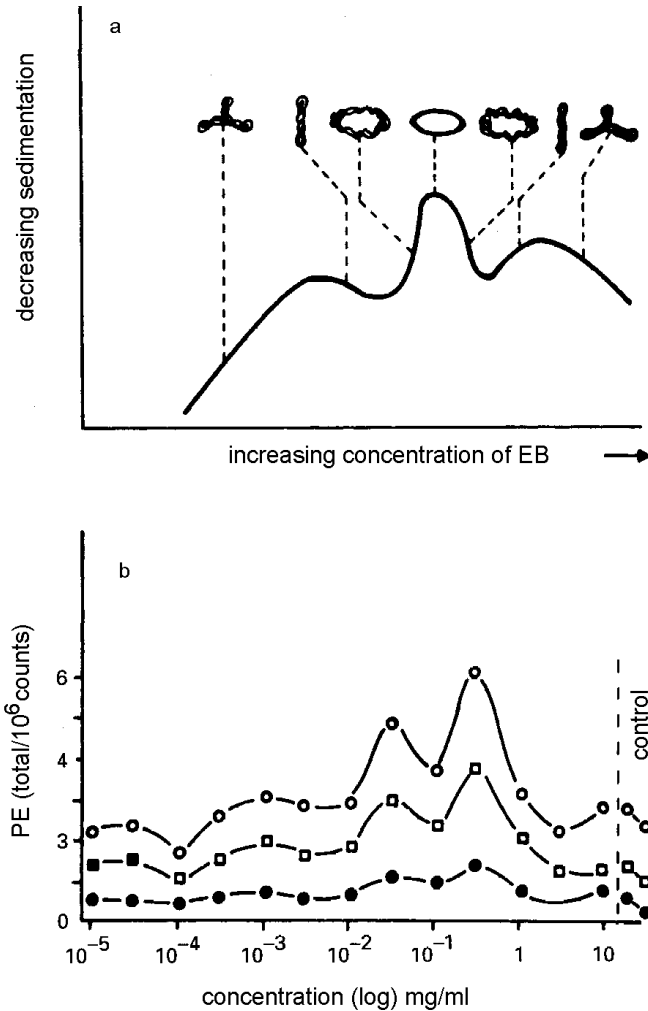 a
decreasing sedimentation
increasing concentration of EB
b
PE (total/10⁶counts)
6
4
3
0
control
10⁻⁵
10⁻⁴
10⁻³
10⁻²
10⁻¹
1
10
concentration (log) mg/ml